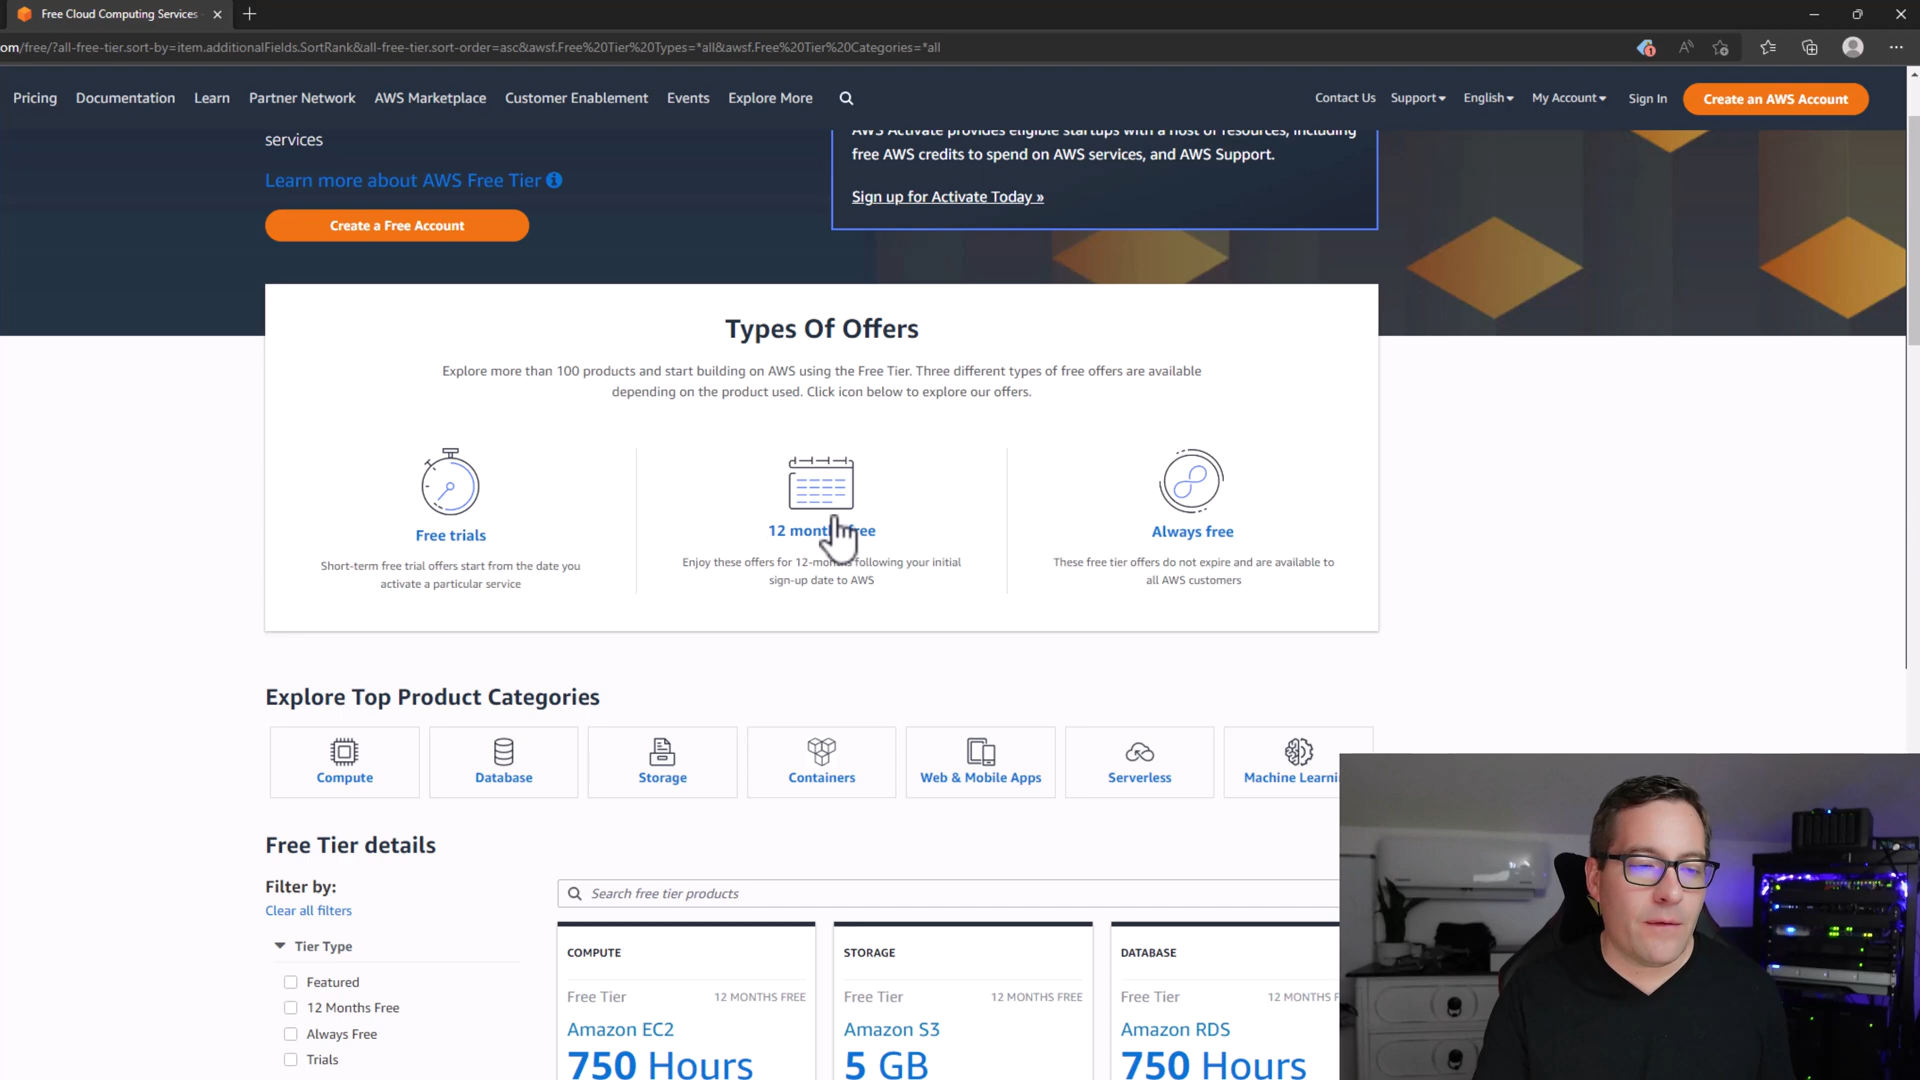 Free Cloud Computing Services
om/free/?all-free-tier.sort-by=item.additionalFields.SortRank&all-free-tier.sort-order=asc&awsf.Free%20Tier%20Types=*all&awsf.Free%20Tier%20Categories=*all
Pricing Documentation Learn Partner Network AWS Marketplace Customer Enablement Events Explore More Contact Us Support English My Account Sign In Create an AWS Account
services
Learn more about AWS Free Tier
Create a Free Account
AWS Activate provides eligible startups with a host of resources, including
free AWS credits to spend on AWS services, and AWS Support.
Sign up for Activate Today »
Types Of Offers
Explore more than 100 products and start building on AWS using the Free Tier. Three different types of free offers are available
depending on the product used. Click icon below to explore our offers.
Free trials
Short-term free trial offers start from the date you
activate a particular service
12 free
Enjoy these offers for following your initial
sign-up date to AWS
Always free
These free tier offers do not expire and are available to
all AWS customers
Explore Top Product Categories
Compute Database Storage Containers Web & Mobile Apps Serverless Machine Learni
Free Tier details
Filter by:
Clear all filters
Tier Type
Featured
12 Months Free
Always Free
Trials
Search free tier products
COMPUTE
Free Tier 12 MONTHS FREE
Amazon EC2
750 Hours
STORAGE
Free Tier 12 MONTHS FREE
Amazon S3
5 GB
DATABASE
Free Tier 12 MONTHS F
Amazon RDS
750 Hours